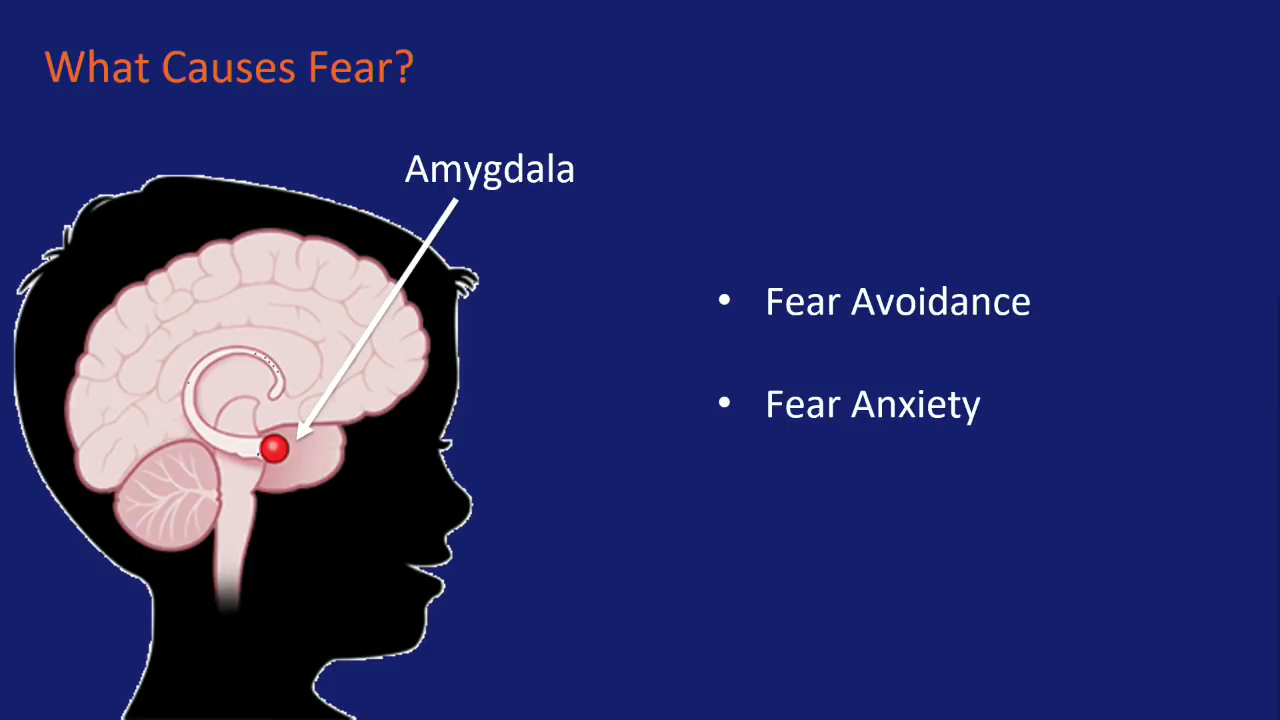 What Causes Fear?
Amygdala
• Fear Avoidance
• Fear Anxiety